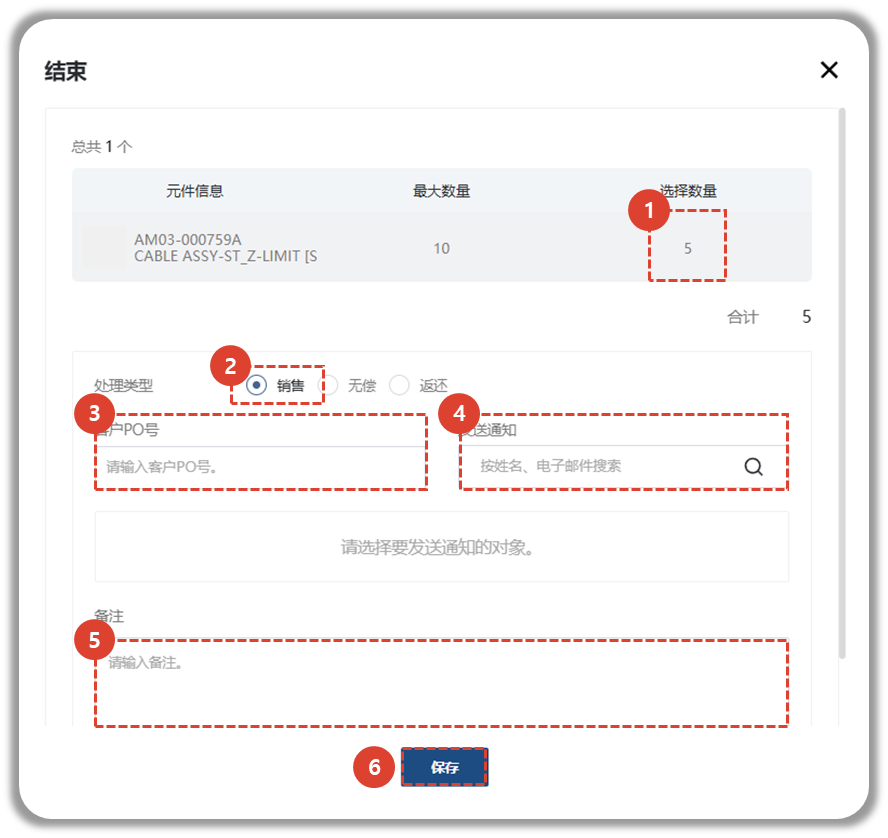 结束
总共 1 个
元件信息 最大数量 选择数量
1
AM03-000759A
CABLE ASSY-ST_Z-LIMIT [S
10 5
合计 5
2
处理类型 销售 无偿 返还
3 4
客户PO号 发送通知
请输入客户PO号。 按姓名、电子邮件搜索
请选择要发送通知的对象。
备注
5
请输入备注。
6 保存